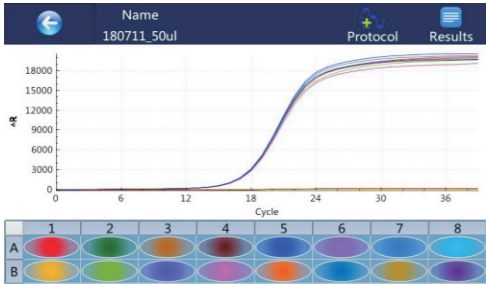 Name
180711_50ul
Protocol
Results
18000
15000
12000
9000
6000
3000
0
ΔR
0 6 12 18 24 30 36
Cycle
1 2 3 4 5 6 7 8
A
B